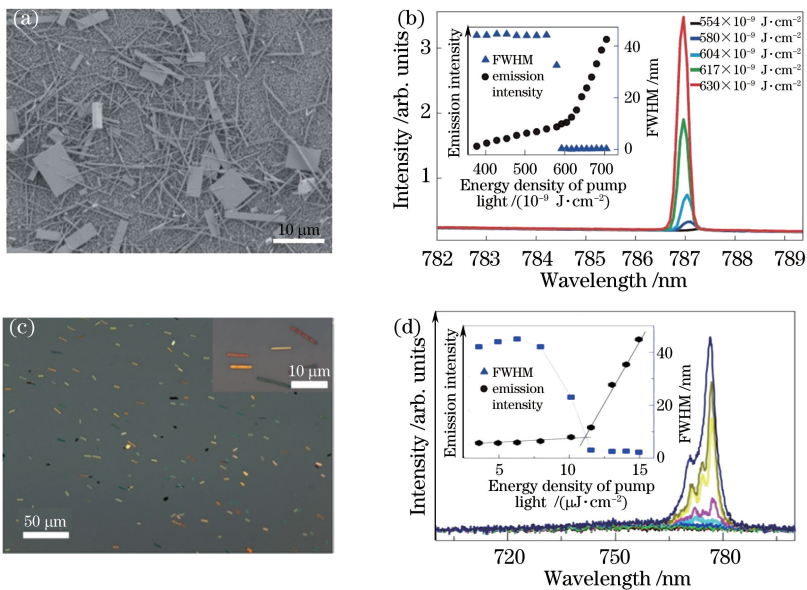 (a)
10 μm
(b)
Intensity /arb. units
3
2
1
554×10⁻⁹ J·cm⁻²
580×10⁻⁹ J·cm⁻²
604×10⁻⁹ J·cm⁻²
617×10⁻⁹ J·cm⁻²
630×10⁻⁹ J·cm⁻²
Emission intensity
FWHM
emission
intensity
40
20
0
FWHM /nm
400 500 600 700
Energy density of pump
light /(10⁻⁹ J·cm⁻²)
782 783 784 785 786 787 788 789
Wavelength /nm
(c)
10 μm
50 μm
(d)
Intensity /arb. units
Emission intensity
FWHM
emission
intensity
40
20
0
FWHM /nm
5 10 15
Energy density of pump
light /(μJ·cm⁻²)
720 750 780
Wavelength /nm